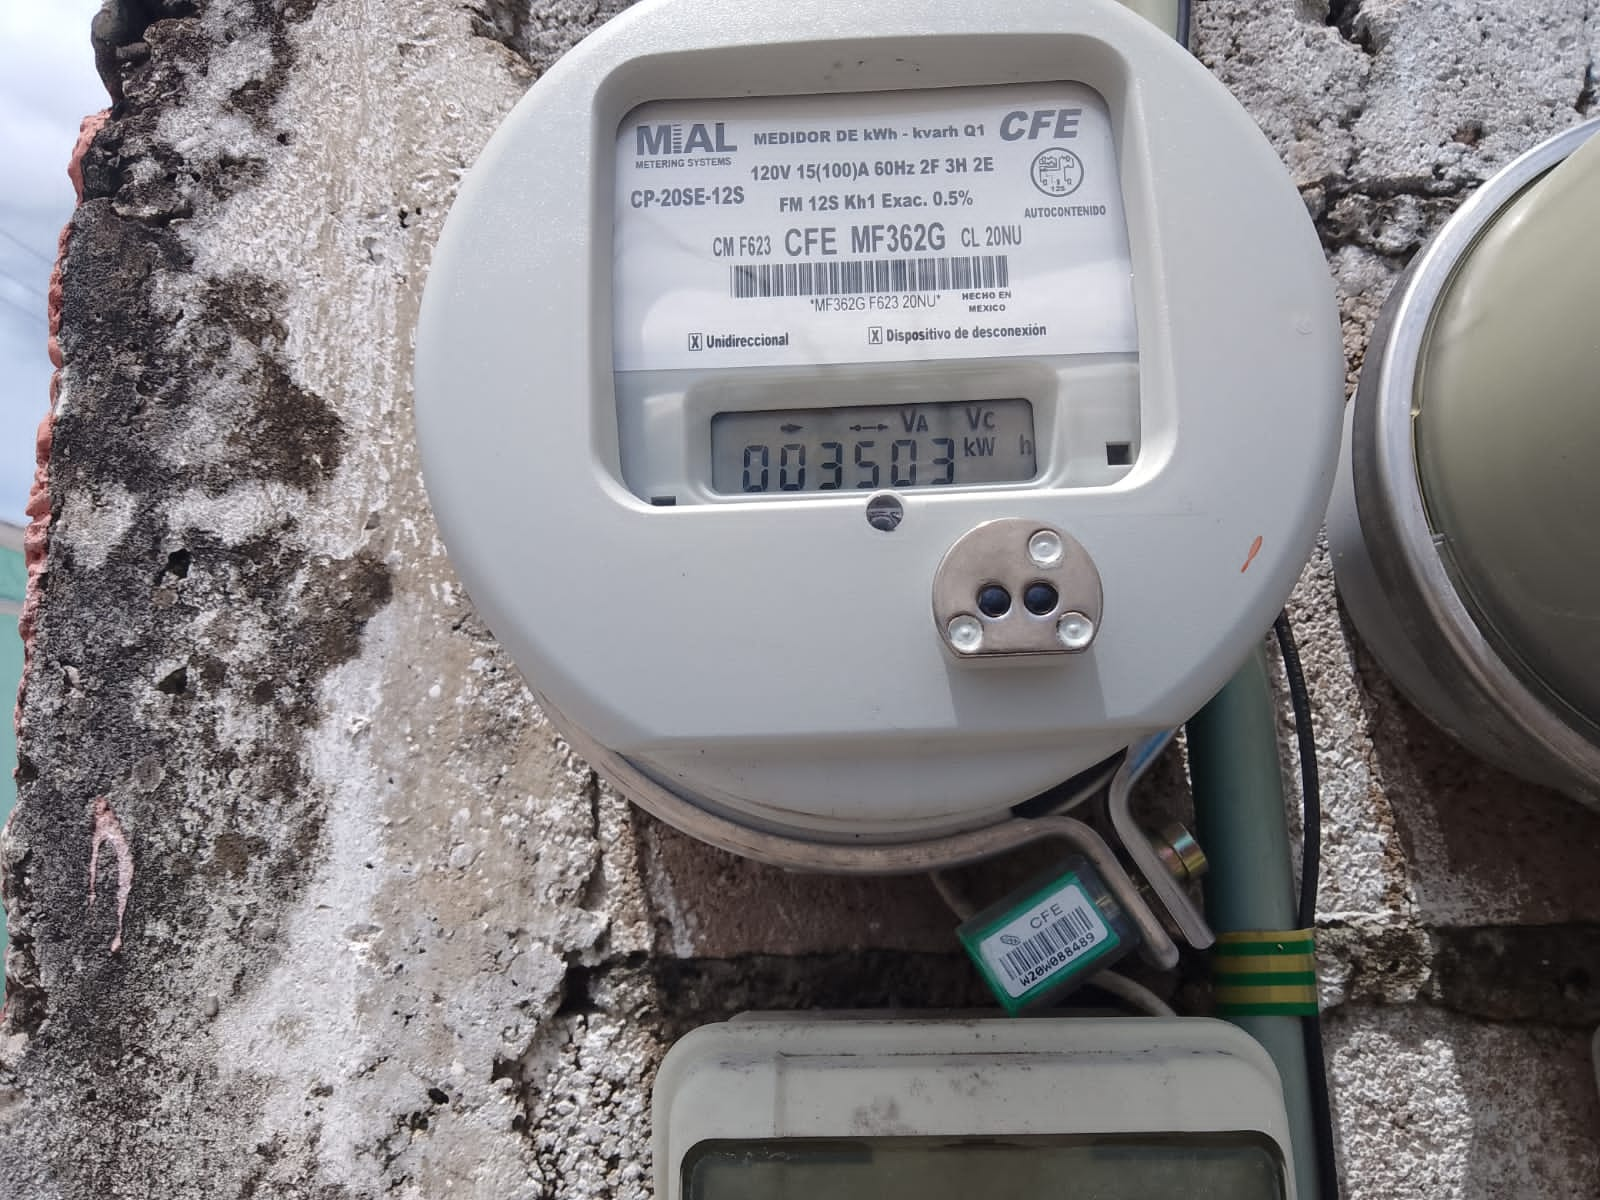 MIAL
METERING SYSTEMS
MEDIDOR DE kWh - kvarh Q1
CFE
120V 15(100)A 60Hz 2F 3H 2E
CP-20SE-12S
FM 12S Kh1 Exac. 0.5%
12S
AUTOCONTENIDO
CM F623 CFE MF362G CL 20NU
*MF362G F623 20NU*
HECHO EN
MEXICO
X Unidireccional
X Dispositivo de desconexión
VA VC
003503 kW h
CFE
W20W088489